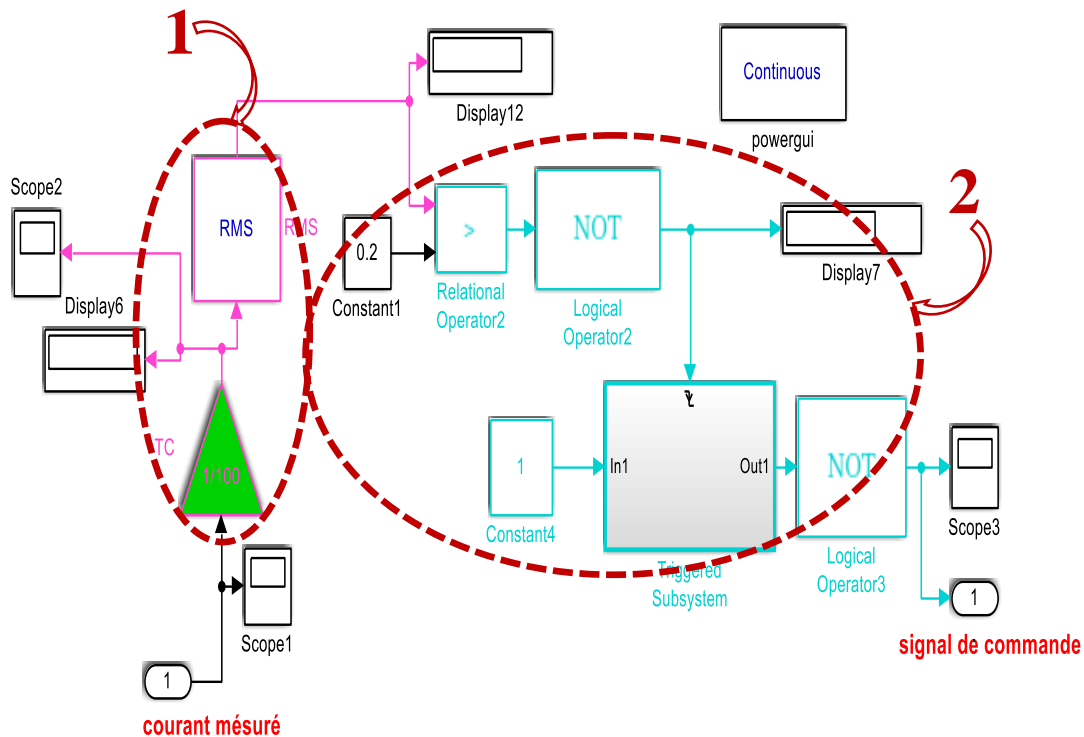 1
Display12
Continuous
powergui
Scope2
RMS
RMS
2
0.2
>
NOT
Constant1
Relational
Operator2
Logical
Operator2
Display7
Display6
TC
1/100
1
In1
Out1
NOT
Constant4
Scope3
Triggered
Subsystem
Logical
Operator3
1
Scope1
signal de commande
1
courant mésuré